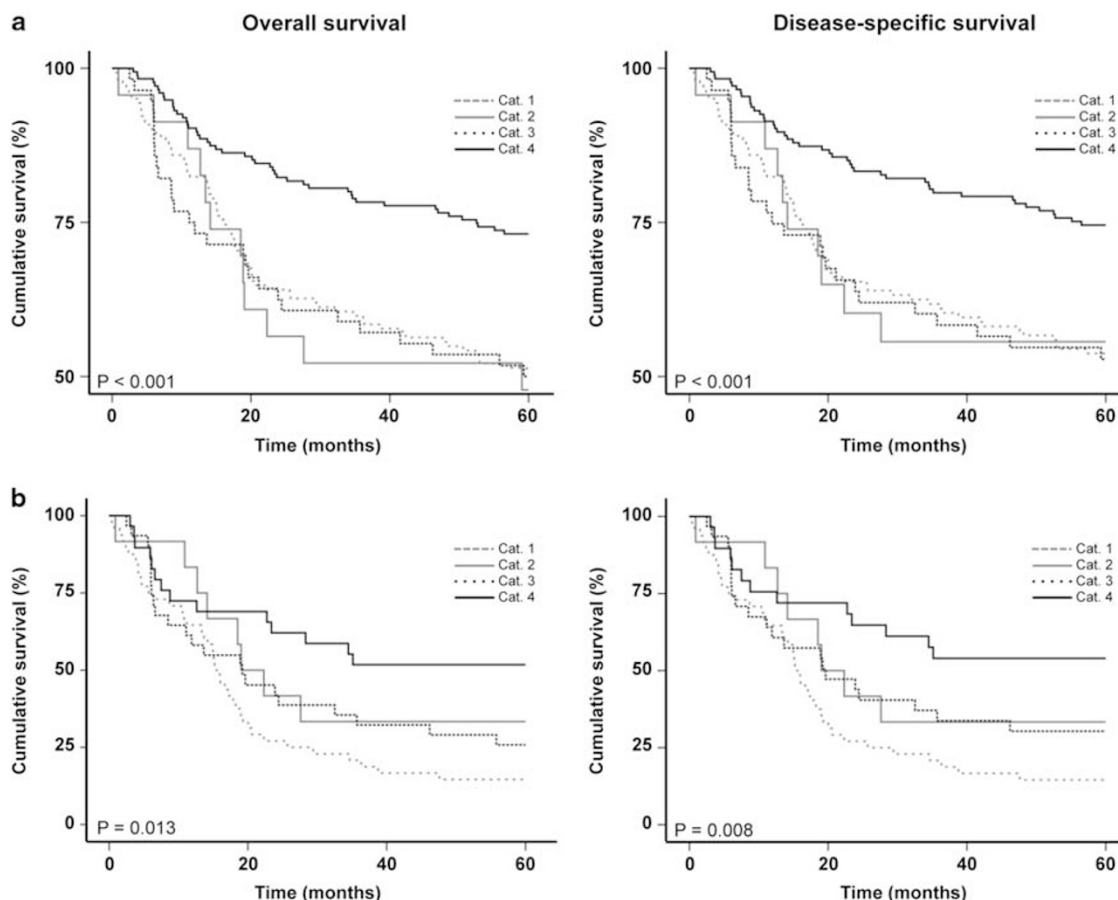 a
Overall survival
Disease-specific survival
100
75
50
Cumulative survival (%)
Cat. 1
Cat. 2
Cat. 3
Cat. 4
P < 0.001
0 20 40 60
Time (months)
100
75
50
Cumulative survival (%)
Cat. 1
Cat. 2
Cat. 3
Cat. 4
P < 0.001
0 20 40 60
Time (months)
b
100
75
50
25
0
Cumulative survival (%)
Cat. 1
Cat. 2
Cat. 3
Cat. 4
P = 0.013
0 20 40 60
Time (months)
100
75
50
25
0
Cumulative survival (%)
Cat. 1
Cat. 2
Cat. 3
Cat. 4
P = 0.008
0 20 40 60
Time (months)